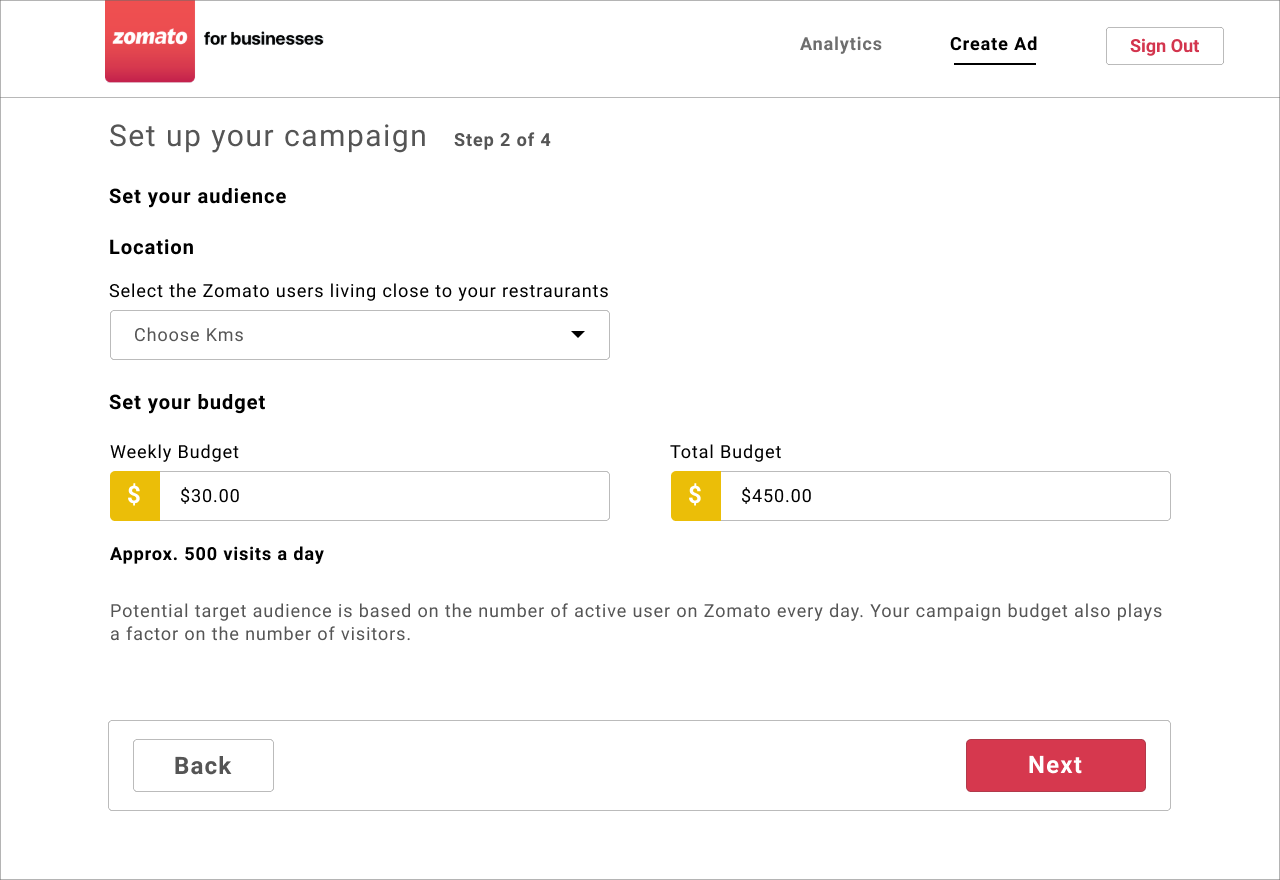 zomato for businesses
Analytics
Create Ad
Sign Out
Set up your campaign
Step 2 of 4
Set your audience
Location
Select the Zomato users living close to your restraurants
Choose Kms
Set your budget
Weekly Budget
Total Budget
$ $30.00
$ $450.00
Approx. 500 visits a day
Potential target audience is based on the number of active user on Zomato every day. Your campaign budget also plays
a factor on the number of visitors.
Back
Next